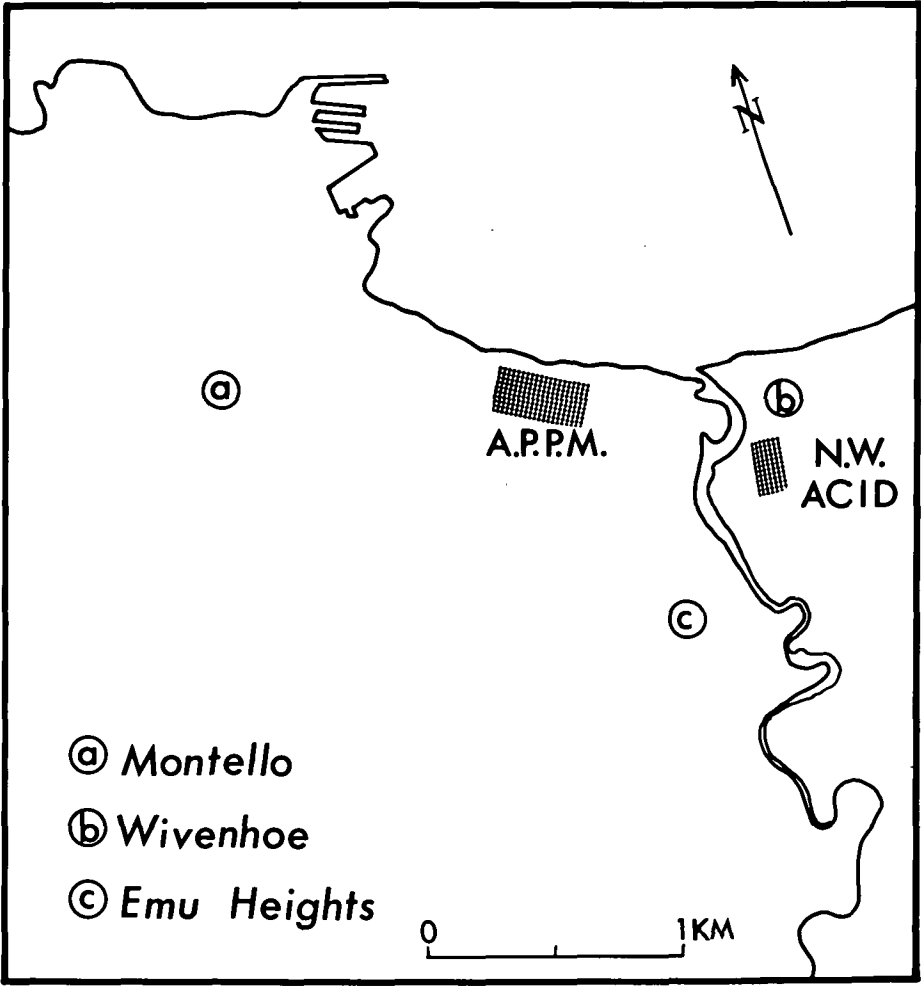 N
a
b
A.P.P.M.
N.W.
ACID
c
a Montello
b Wivenhoe
c Emu Heights
0 1KM